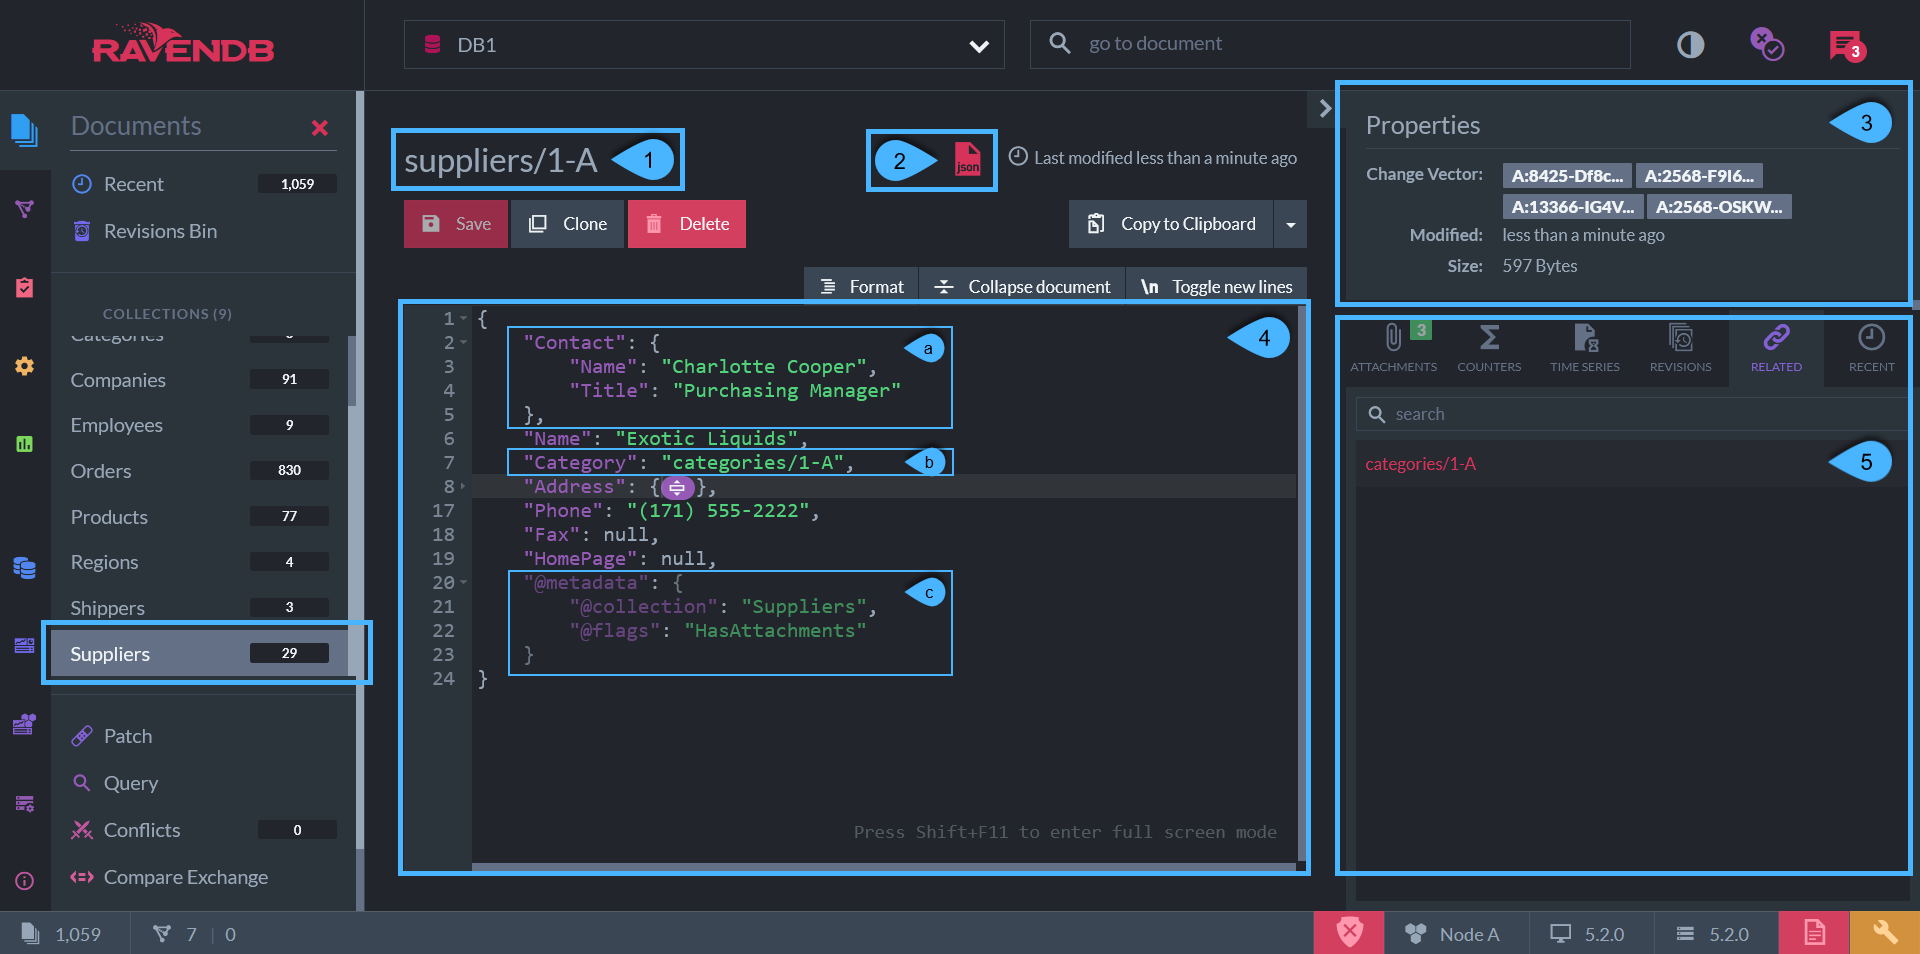 RAVENDB
DB1
go to document
3
Documents
Recent 1,059
Revisions Bin
COLLECTIONS (9)
Categories
Companies 91
Employees 9
Orders 830
Products 77
Regions 4
Shippers 3
Suppliers 29
Patch
Query
Conflicts 0
Compare Exchange
suppliers/1-A
1
2
json
Last modified less than a minute ago
Save
Clone
Delete
Copy to Clipboard
Format
Collapse document
\n Toggle new lines
4
1 {
2 "Contact": {
a
3 "Name": "Charlotte Cooper",
4 "Title": "Purchasing Manager"
5 },
6 "Name": "Exotic Liquids",
7 "Category": "categories/1-A",
b
8 "Address": { },
17 "Phone": "(171) 555-2222",
18 "Fax": null,
19 "HomePage": null,
20 "@metadata": {
c
21 "@collection": "Suppliers",
22 "@flags": "HasAttachments"
23 }
24 }
Press Shift+F11 to enter full screen mode
Properties
3
Change Vector: A:8425-Df8c... A:2568-F9I6...
A:13366-IG4V... A:2568-OSKW...
Modified: less than a minute ago
Size: 597 Bytes
3
ATTACHMENTS COUNTERS TIME SERIES REVISIONS RELATED RECENT
search
categories/1-A
5
1,059
7 | 0
Node A
5.2.0
5.2.0